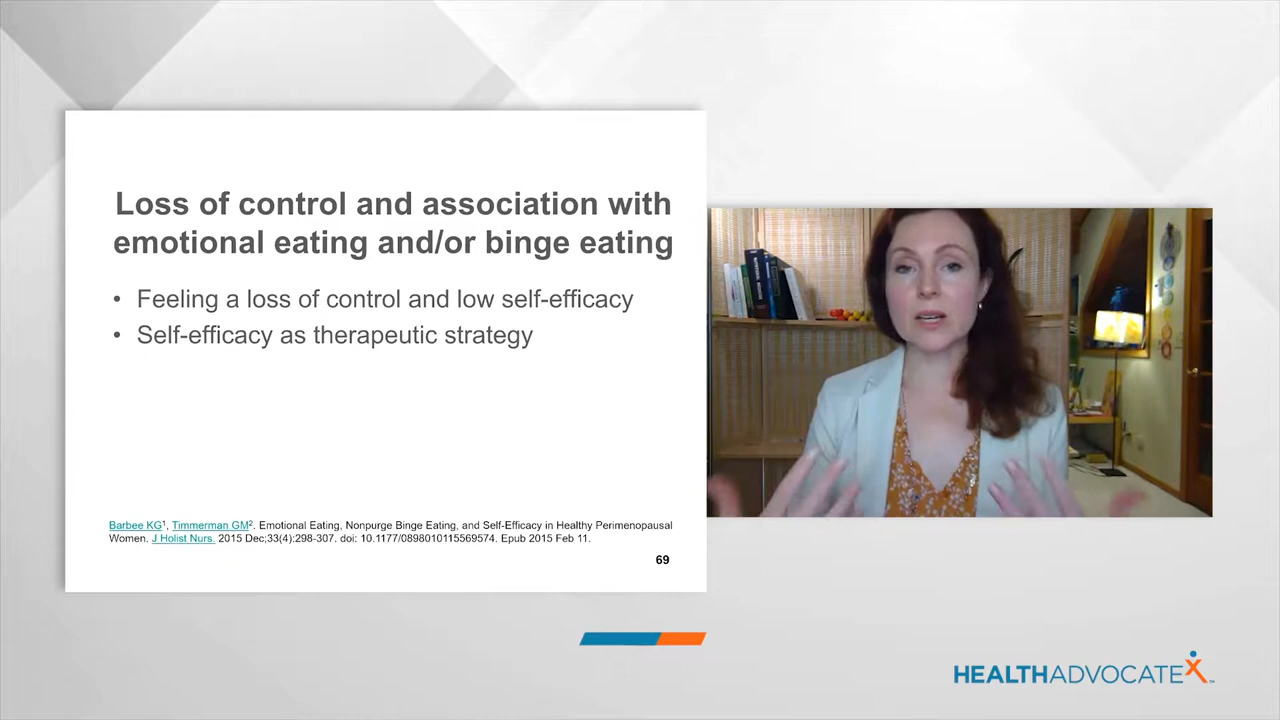 Loss of control and association with
emotional eating and/or binge eating
• Feeling a loss of control and low self-efficacy
• Self-efficacy as therapeutic strategy
Barbee KG¹, Timmerman GM². Emotional Eating, Nonpurge Binge Eating, and Self-Efficacy in Healthy Perimenopausal
Women. J Holist Nurs. 2015 Dec;33(4):298-307. doi: 10.1177/0898010115569574. Epub 2015 Feb 11.
69
HEALTHADVOCATEX